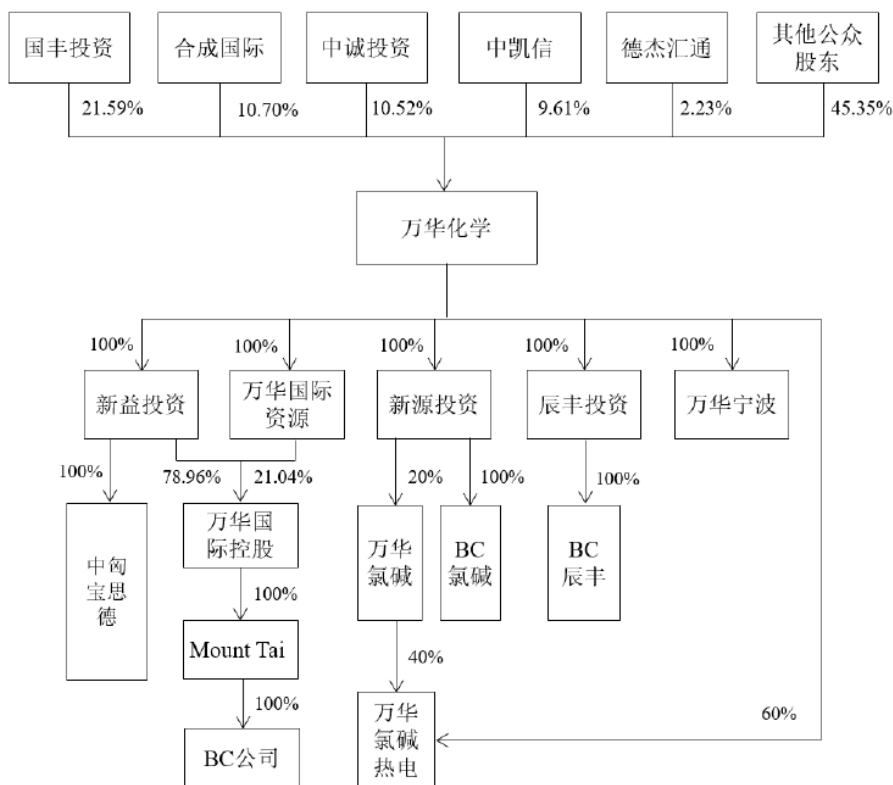 国丰投资
合成国际
中诚投资
中凯信
德杰汇通
其他公众
股东
21.59%
10.70%
10.52%
9.61%
2.23%
45.35%
万华化学
100%
100%
100%
100%
100%
新益投资
万华国际
资源
新源投资
辰丰投资
万华宁波
100%
78.96%
21.04%
20%
100%
100%
中匈
宝思
德
万华国
际控股
万华
氯碱
BC
氯碱
BC
辰丰
100%
Mount Tai
40%
100%
60%
BC公司
万华
氯碱
热电